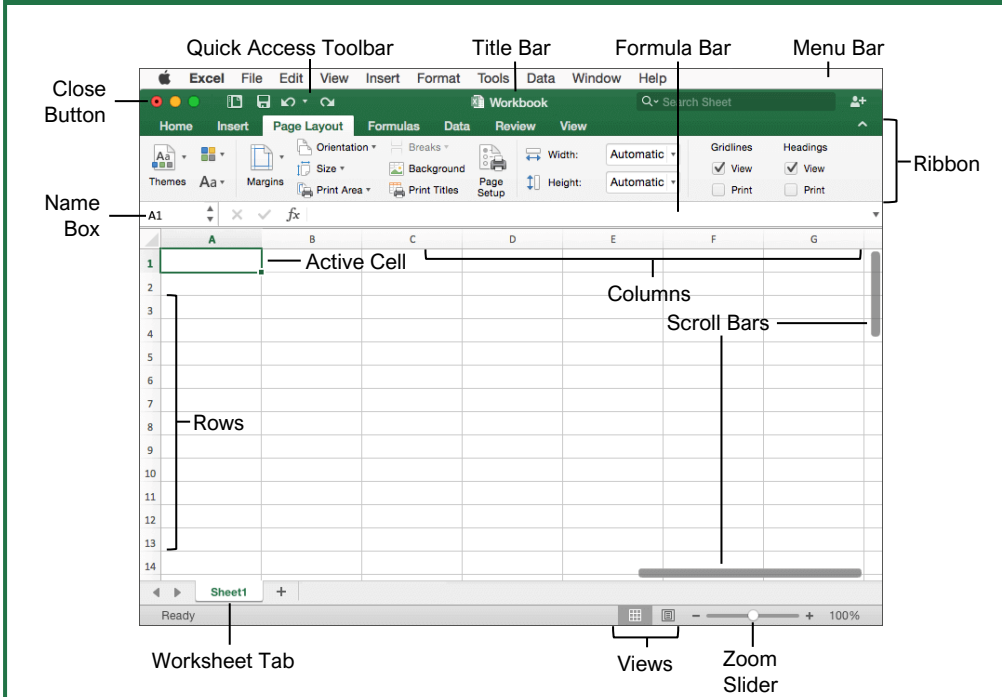 Quick Access Toolbar Title Bar Formula Bar Menu Bar
Close
Button
Excel File Edit View Insert Format Tools Data Window Help
Workbook
Search Sheet
Home Insert Page Layout Formulas Data Review View
Ribbon
Aa
Themes
Aa
Margins
Orientation
Size
Print Area
Breaks
Background
Print Titles
Page
Setup
Width: Automatic
Height: Automatic
Gridlines
View
Print
Headings
View
Print
Name
Box
A1
fx
A B C D E F G
Active Cell
Columns
Scroll Bars
Rows
1
2
3
4
5
6
7
8
9
10
11
12
13
14
Sheet1 +
Ready
− + 100%
Worksheet Tab
Views
Zoom
Slider